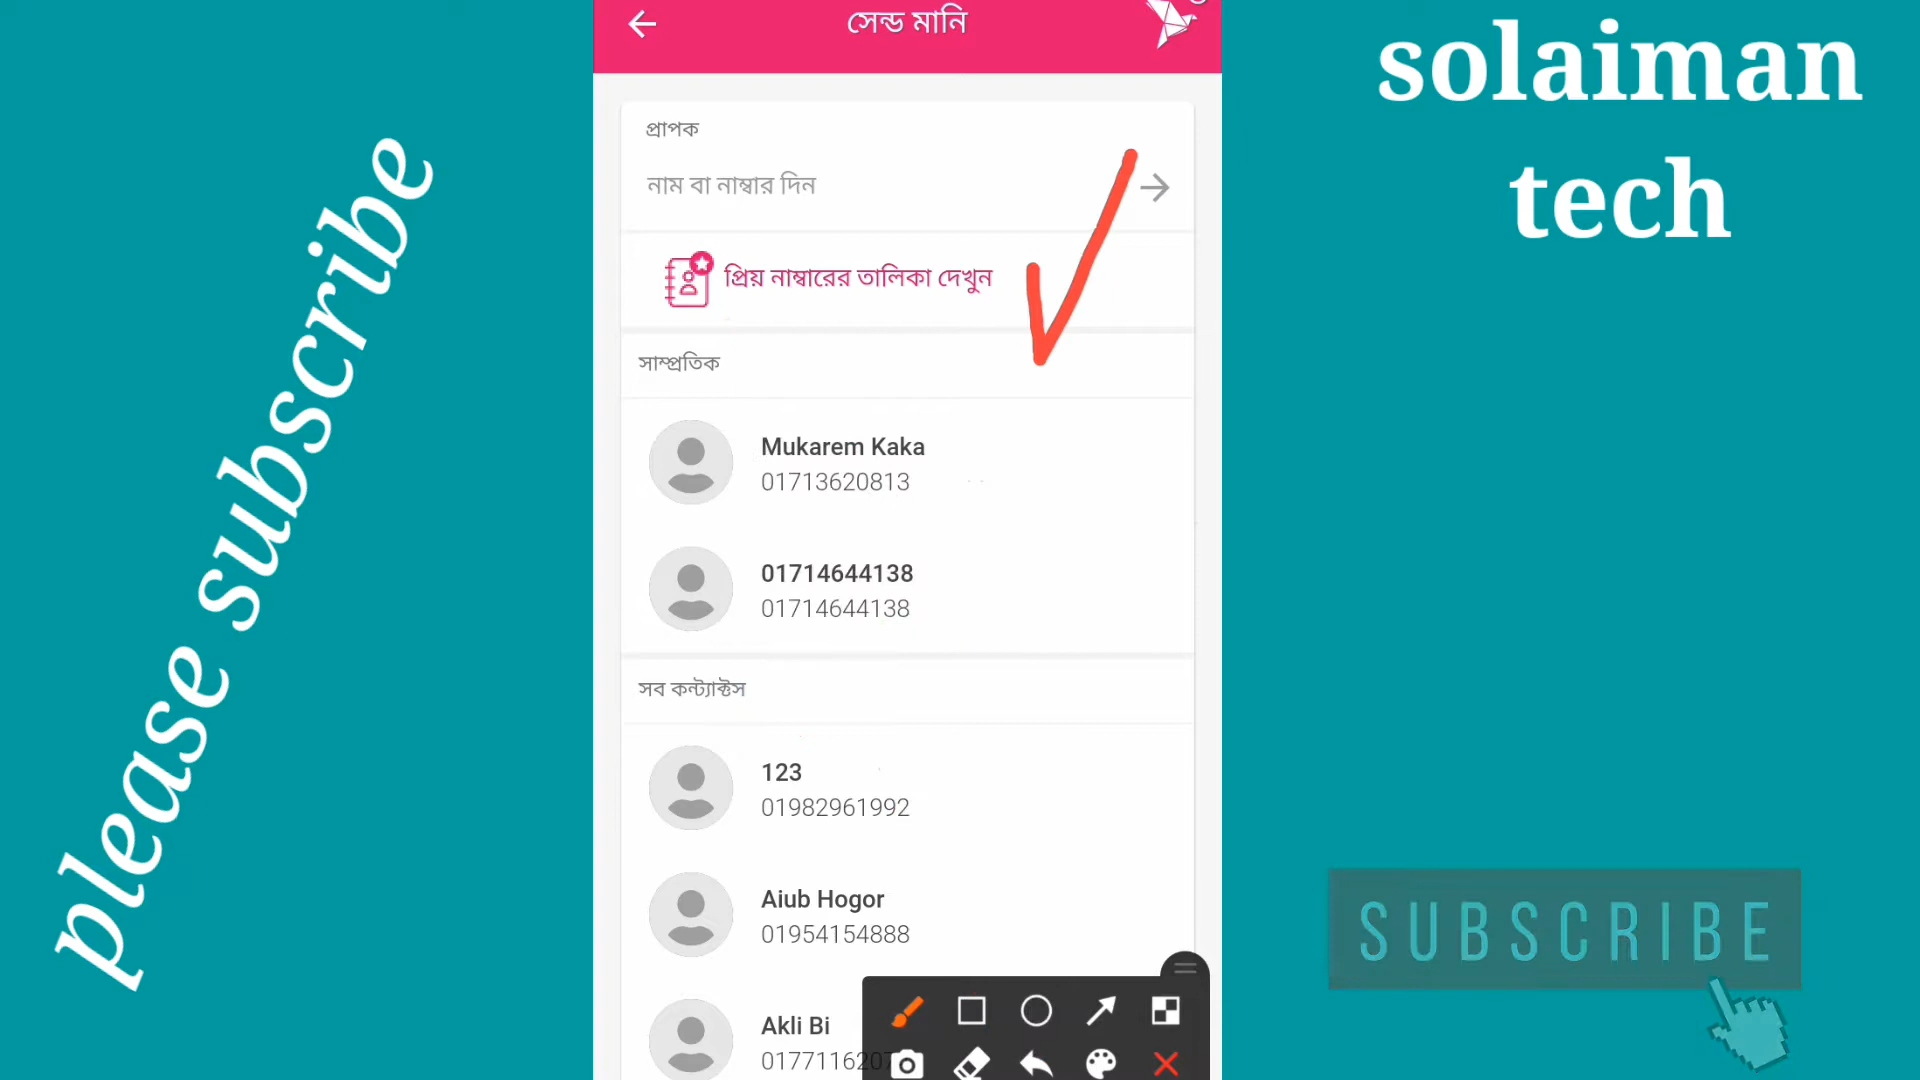 please subscribe
সেন্ড মানি
প্রাপক
নাম বা নাম্বার দিন
প্রিয় নাম্বারের তালিকা দেখুন
সাম্প্রতিক
Mukarem Kaka
01713620813
01714644138
01714644138
সব কন্ট্যাক্টস
123
01982961992
Aiub Hogor
01954154888
Akli Bi
solaiman
tech
SUBSCRIBE